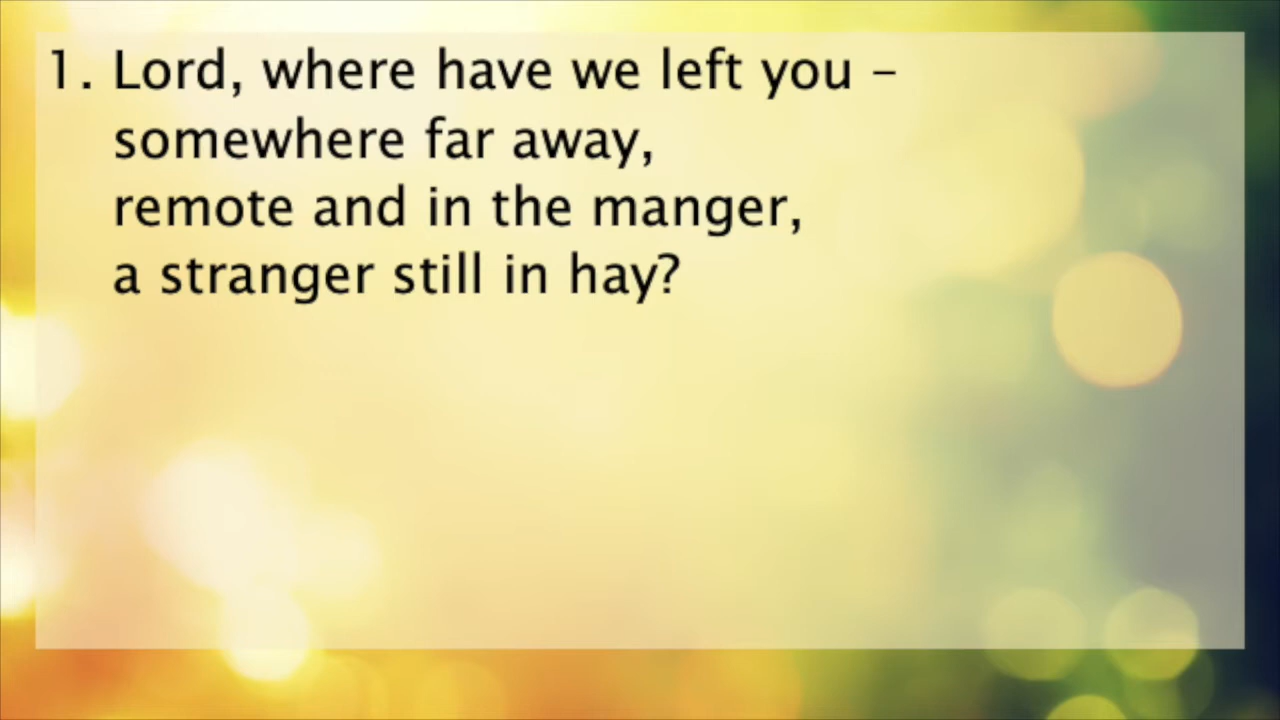 1. Lord, where have we left you –
somewhere far away,
remote and in the manger,
a stranger still in hay?